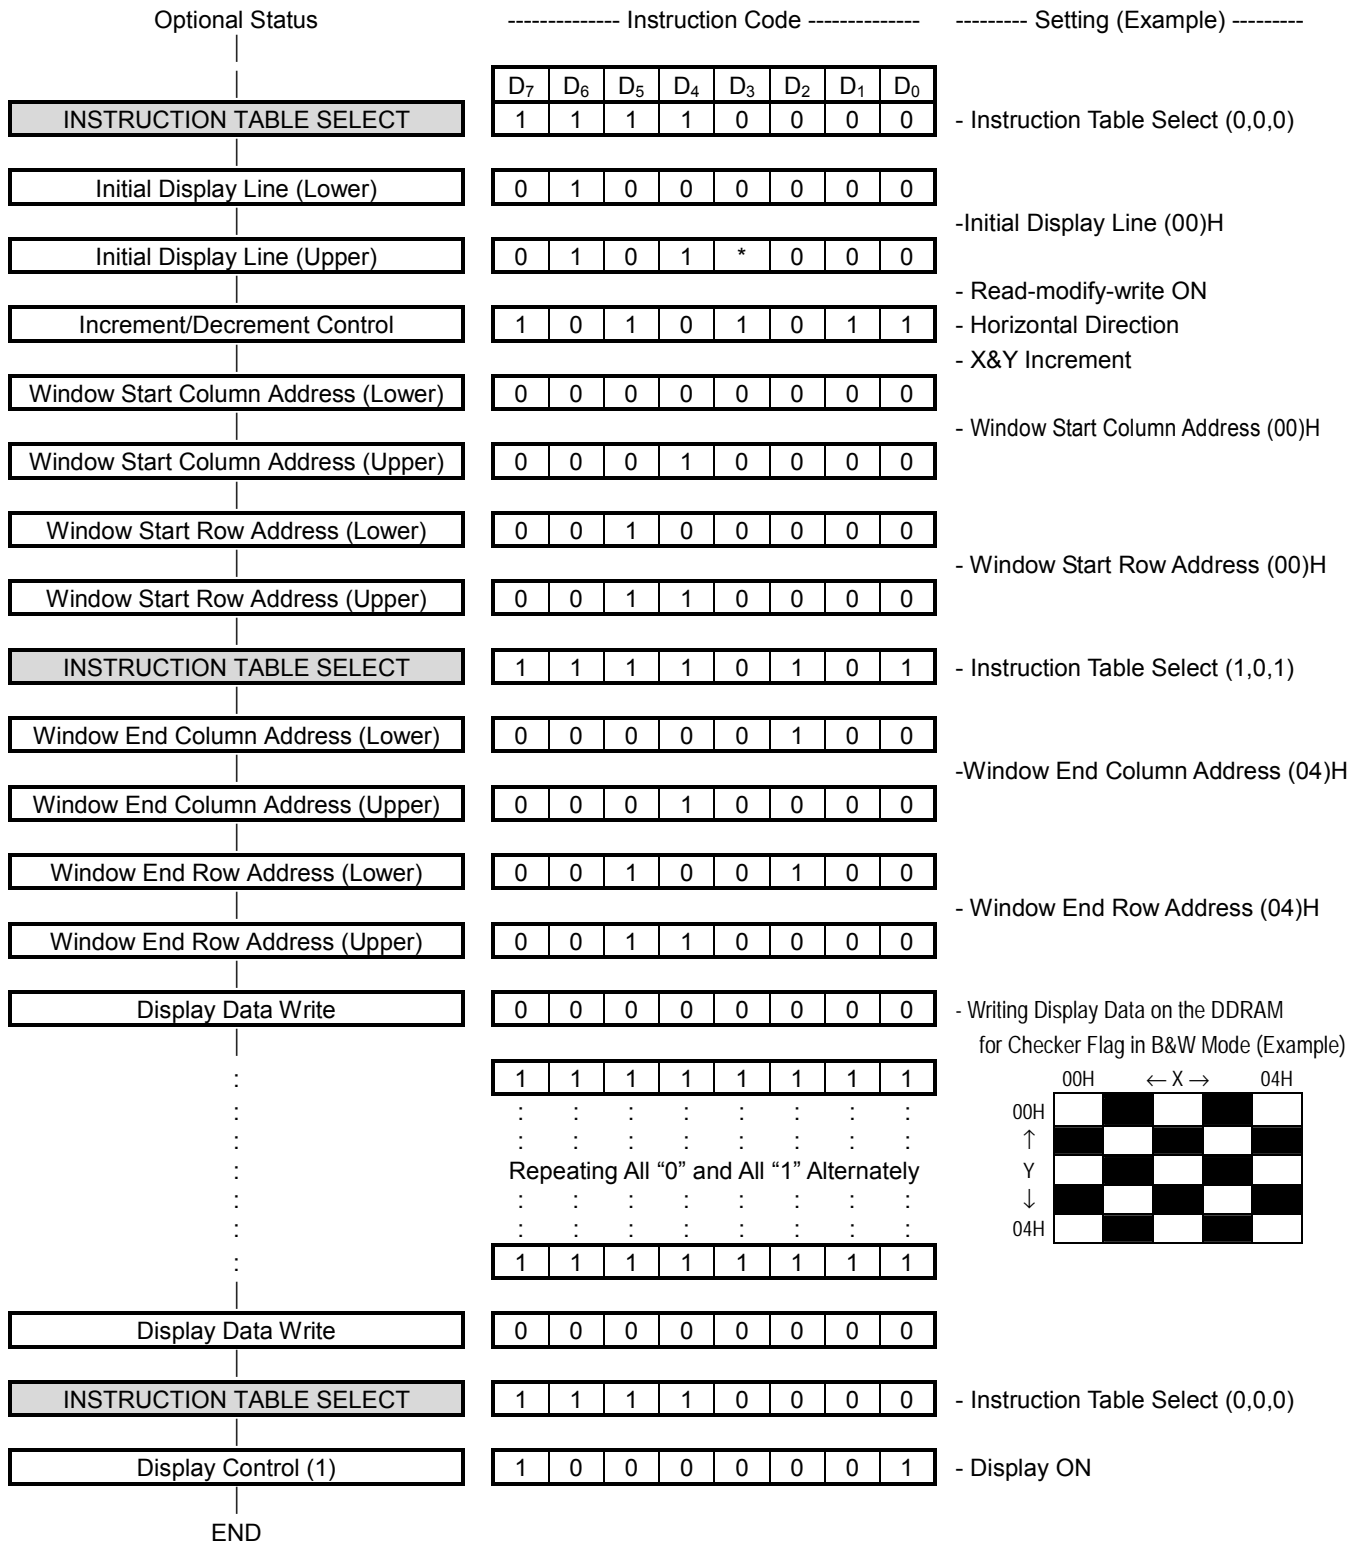 Optional Status -------------- Instruction Code -------------- --------- Setting (Example) ---------
D7 D6 D5 D4 D3 D2 D1 D0
INSTRUCTION TABLE SELECT 1 1 1 1 0 0 0 0 - Instruction Table Select (0,0,0)
Initial Display Line (Lower) 0 1 0 0 0 0 0 0
-Initial Display Line (00)H
Initial Display Line (Upper) 0 1 0 1 * 0 0 0
- Read-modify-write ON
Increment/Decrement Control 1 0 1 0 1 0 1 1 - Horizontal Direction
- X&Y Increment
Window Start Column Address (Lower) 0 0 0 0 0 0 0 0
- Window Start Column Address (00)H
Window Start Column Address (Upper) 0 0 0 1 0 0 0 0
Window Start Row Address (Lower) 0 0 1 0 0 0 0 0
- Window Start Row Address (00)H
Window Start Row Address (Upper) 0 0 1 1 0 0 0 0
INSTRUCTION TABLE SELECT 1 1 1 1 0 1 0 1 - Instruction Table Select (1,0,1)
Window End Column Address (Lower) 0 0 0 0 0 1 0 0
-Window End Column Address (04)H
Window End Column Address (Upper) 0 0 0 1 0 0 0 0
Window End Row Address (Lower) 0 0 1 0 0 1 0 0
- Window End Row Address (04)H
Window End Row Address (Upper) 0 0 1 1 0 0 0 0
Display Data Write 0 0 0 0 0 0 0 0 - Writing Display Data on the DDRAM
for Checker Flag in B&W Mode (Example)
: 1 1 1 1 1 1 1 1 00H ← X → 04H
: : : : : : : : : 00H
: : : : : : : : : ↑
: Repeating All “0” and All “1” Alternately Y
: : : : : : : : : ↓
: : : : : : : : : 04H
: 1 1 1 1 1 1 1 1
Display Data Write 0 0 0 0 0 0 0 0
INSTRUCTION TABLE SELECT 1 1 1 1 0 0 0 0 - Instruction Table Select (0,0,0)
Display Control (1) 1 0 0 0 0 0 0 1 - Display ON
END